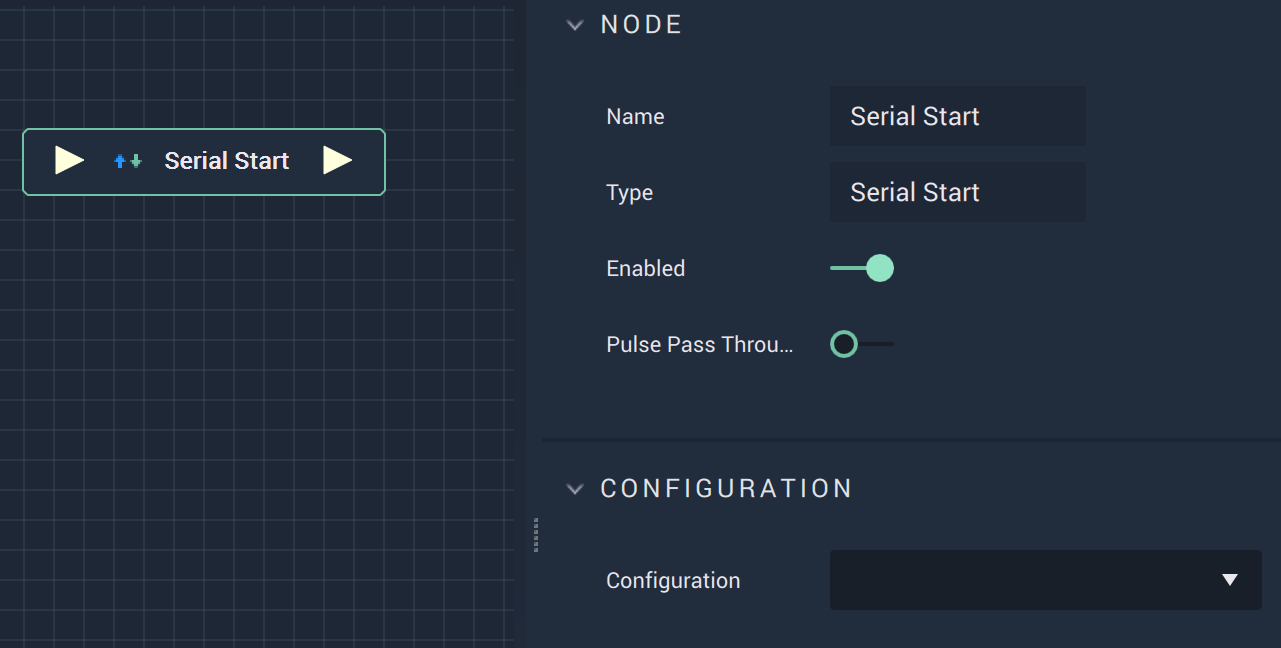 Serial Start
NODE
Name Serial Start
Type Serial Start
Enabled
Pulse Pass Throu...
CONFIGURATION
Configuration